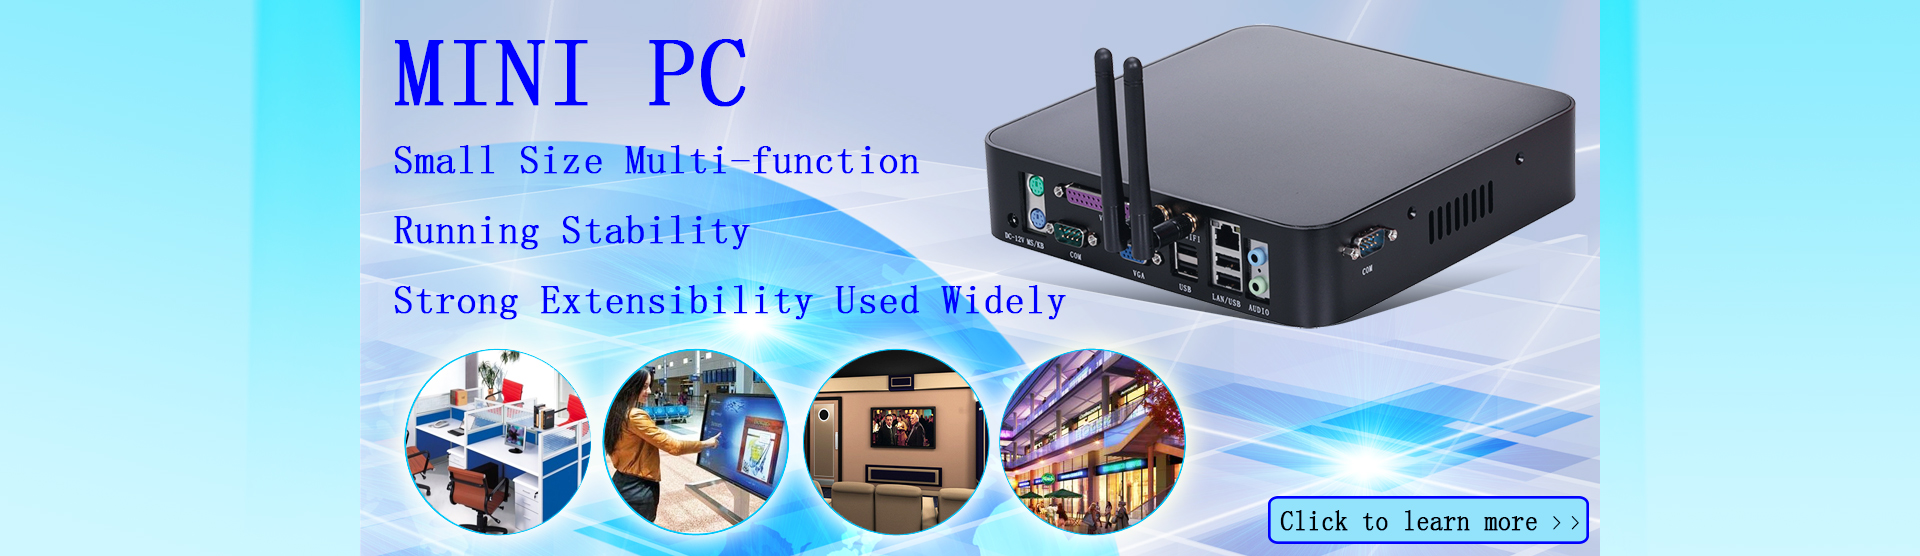 MINI PC
Small Size Multi-function
Running Stability
Strong Extensibility Used Widely
DC-12V MS/KB
COM
VGA
USB
LAN/USB
AUDIO
COM
Click to learn more >>